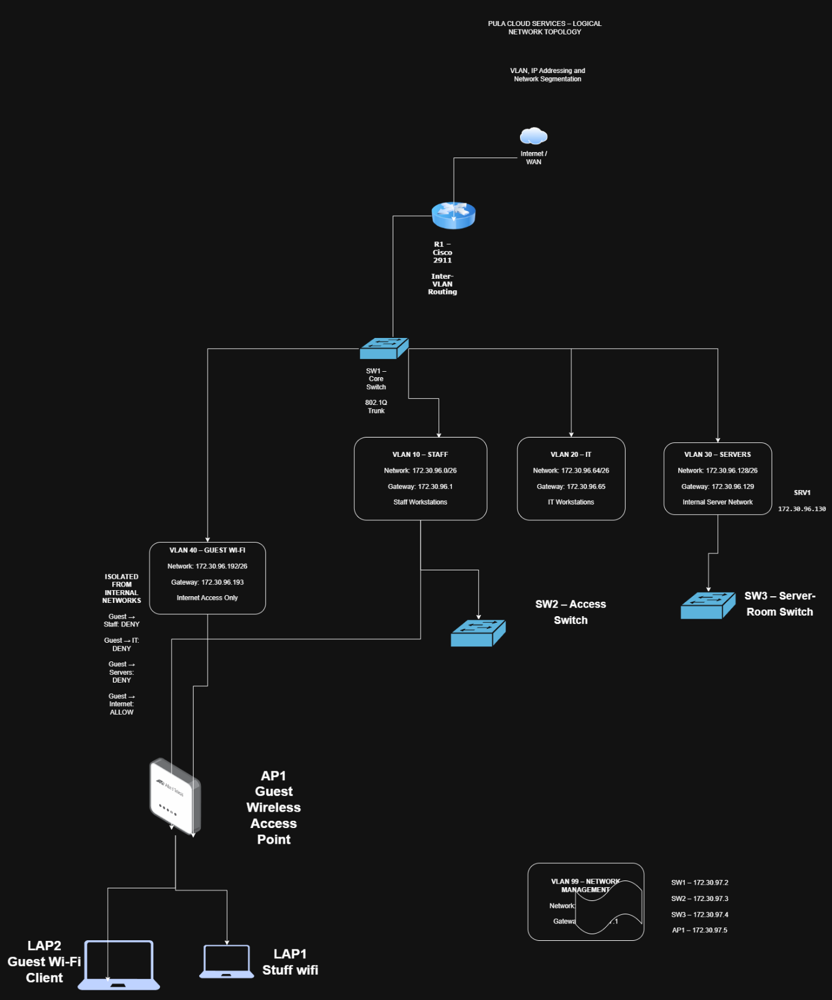 PULA CLOUD SERVICES – LOGICAL
NETWORK TOPOLOGY
VLAN, IP Addressing and
Network Segmentation
Internet /
WAN
R1 –
Cisco
2911
Inter-
VLAN
Routing
SW1 –
Core
Switch
802.1Q
Trunk
VLAN 10 – STAFF
Network: 172.30.96.0/26
Gateway: 172.30.96.1
Staff Workstations
VLAN 20 – IT
Network: 172.30.96.64/26
Gateway: 172.30.96.65
IT Workstations
VLAN 30 – SERVERS
Network: 172.30.96.128/26
Gateway: 172.30.96.129
Internal Server Network
SRV1
172.30.96.130
VLAN 40 – GUEST WI-FI
Network: 172.30.96.192/26
Gateway: 172.30.96.193
Internet Access Only
ISOLATED
FROM
INTERNAL
NETWORKS
Guest →
Staff: DENY
Guest → IT:
DENY
Guest →
Servers:
DENY
Guest →
Internet:
ALLOW
SW2 – Access
Switch
SW3 – Server-
Room Switch
Allied Telesis
AP1
Guest
Wireless
Access
Point
VLAN 99 – NETWORK
MANAGEMENT
Network:
SW1 – 172.30.97.2
SW2 – 172.30.97.3
SW3 – 172.30.97.4
AP1 – 172.30.97.5
LAP2
Guest Wi-Fi
Client
LAP1
Stuff wifi